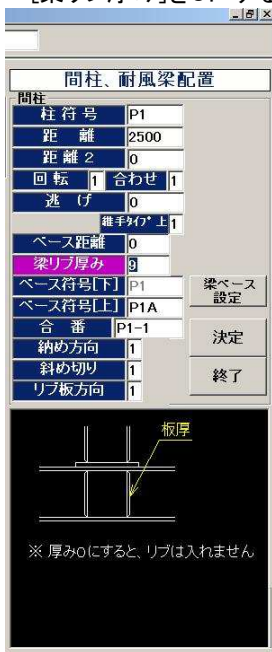 間柱、耐風梁配置
間柱
柱 符 号 P1
距 離 2500
距 離 2 0
回 転 1 合わせ 1
逃 げ 0
継手ﾀｲﾌﾟ 上 1
ベース距離 0
梁リブ厚み 9
ベース符号[下] P1
梁ベース
設定
ベース符号[上] P1A
合 番 P1-1
決定
納め方向 1
斜め切り 1
終了
リブ板方向 1
板厚
※ 厚み0にすると、リブは入れません